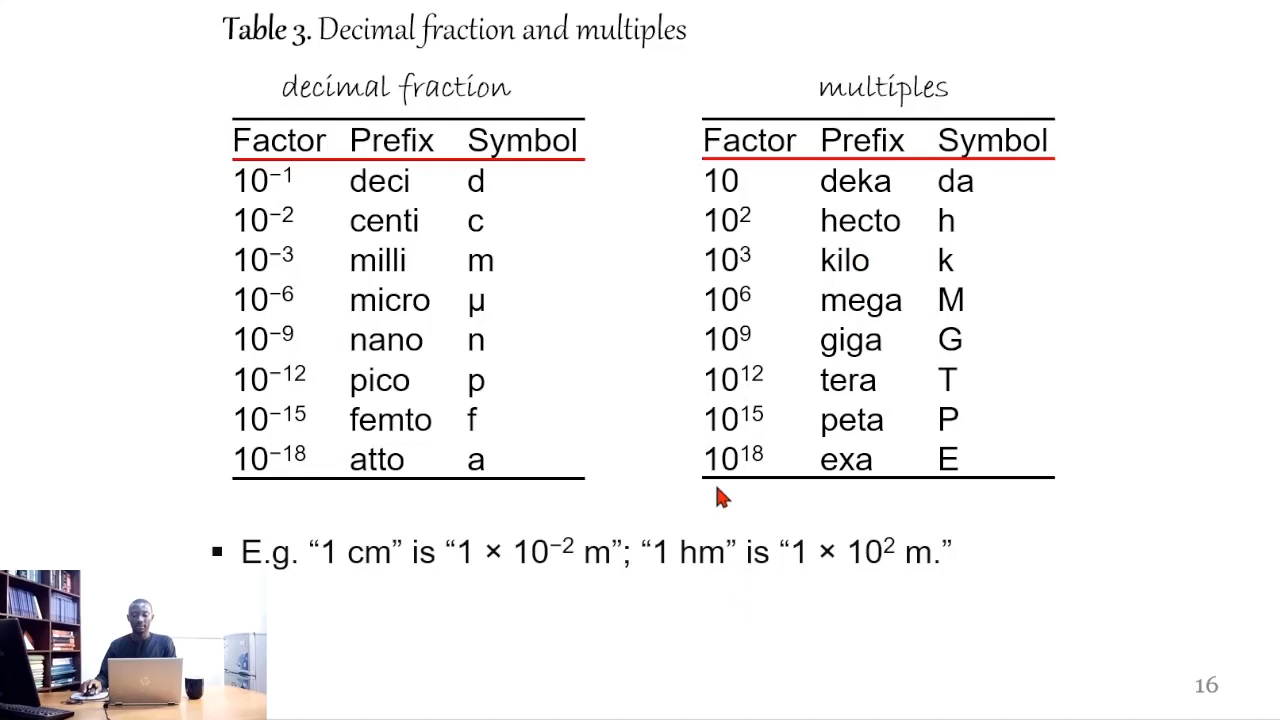 Table 3. Decimal fraction and multiples
decimal fraction
Factor Prefix Symbol
10⁻¹ deci d
10⁻² centi c
10⁻³ milli m
10⁻⁶ micro μ
10⁻⁹ nano n
10⁻¹² pico p
10⁻¹⁵ femto f
10⁻¹⁸ atto a
multiples
Factor Prefix Symbol
10 deka da
10² hecto h
10³ kilo k
10⁶ mega M
10⁹ giga G
10¹² tera T
10¹⁵ peta P
10¹⁸ exa E
▪ E.g. “1 cm” is “1 × 10⁻² m”; “1 hm” is “1 × 10² m.”
16